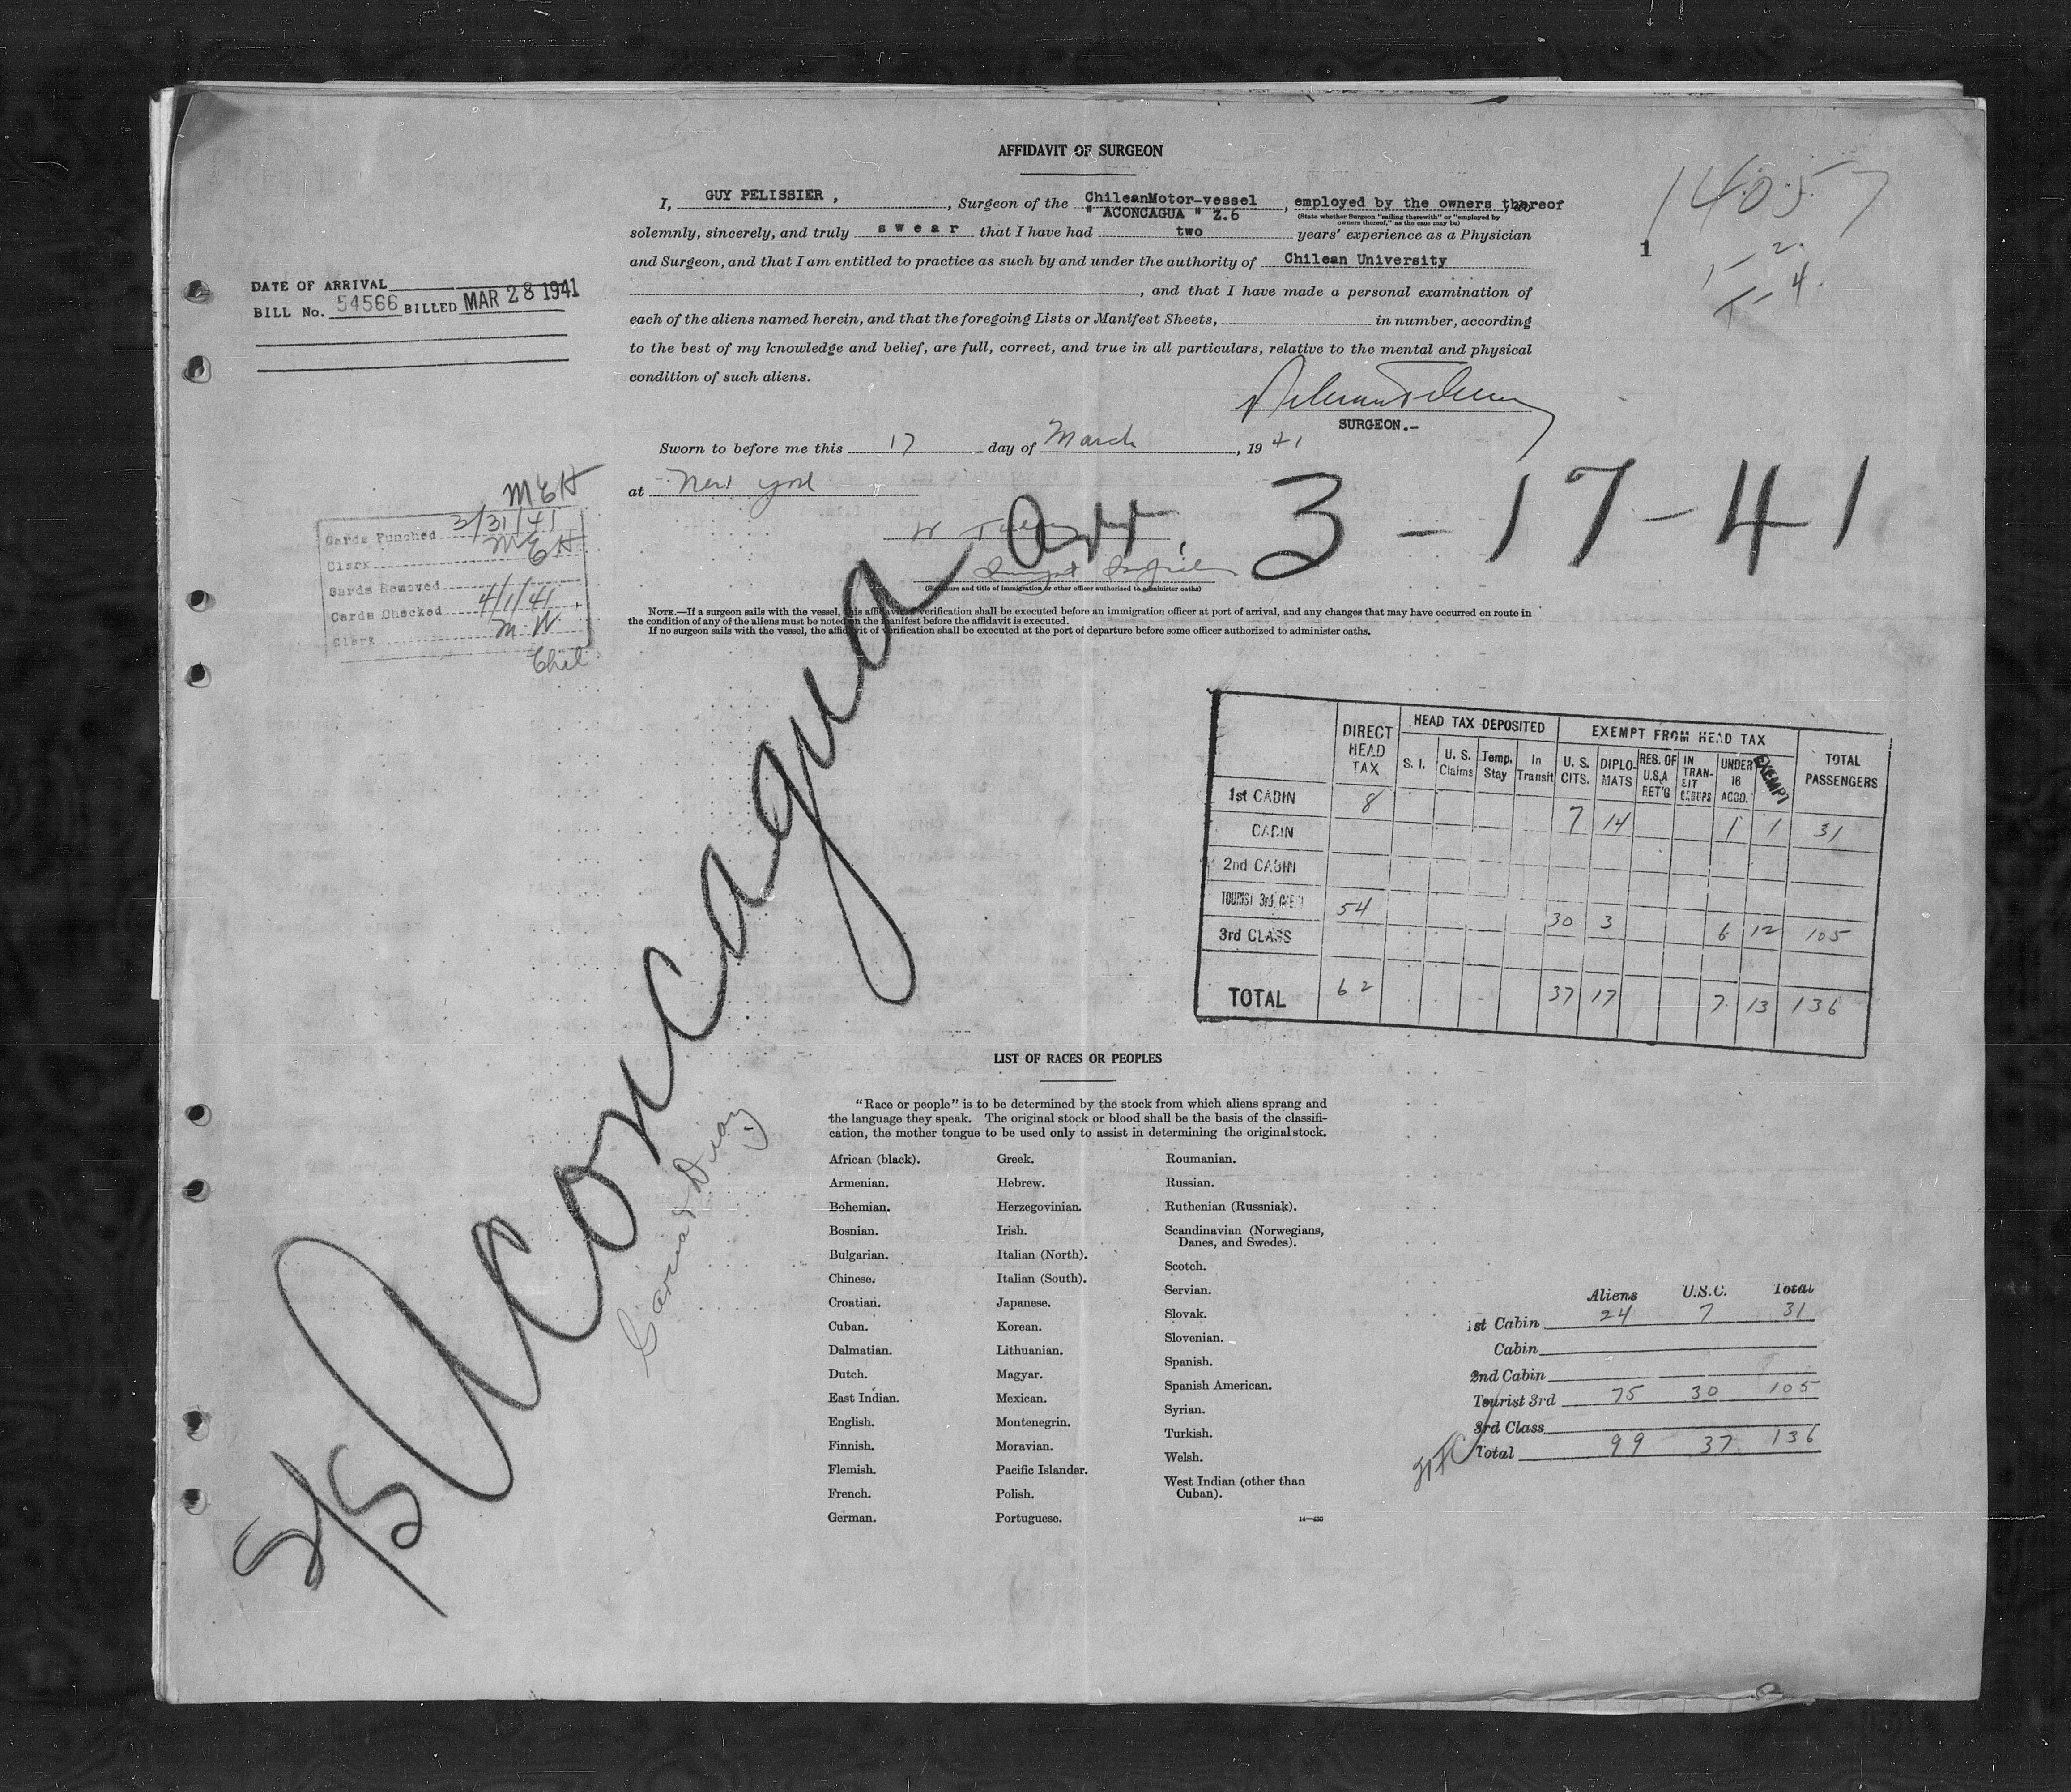 AFFIDAVIT OF SURGEON
I, GUY PELISSIER , , Surgeon of the ChileanMotor-vessel " ACONCAGUA " Z.6 , employed by the owners thereof
(State whether Surgeon "sailing therewith" or "employed by owners thereof," as the case may be)
solemnly, sincerely, and truly swear that I have had two years' experience as a Physician
and Surgeon, and that I am entitled to practice as such by and under the authority of Chilean University
, and that I have made a personal examination of
each of the aliens named herein, and that the foregoing Lists or Manifest Sheets, in number, according
to the best of my knowledge and belief, are full, correct, and true in all particulars, relative to the mental and physical
condition of such aliens.
SURGEON.-
Sworn to before me this 17 day of March , 19 41
at New York
(Signature and title of immigration or other officer authorized to administer oaths)
NOTE.—If a surgeon sails with the vessel, this affidavit of verification shall be executed before an immigration officer at port of arrival, and any changes that may have occurred en route in
the condition of any of the aliens must be noted on the manifest before the affidavit is executed.
If no surgeon sails with the vessel, the affidavit of verification shall be executed at the port of departure before some officer authorized to administer oaths.
14057
1
2.
4.
DATE OF ARRIVAL
BILL No. 54566 BILLED MAR 28 1941
MEH
Cards Punched 3/31/41
Clerk MEH
Cards Removed
Cards Checked 4/1/41
Clerk M.W.
Chil
S/S Aconcagua arr. 3-17-41
DIRECT HEAD TAX
HEAD TAX DEPOSITED
EXEMPT FROM HEAD TAX
TOTAL PASSENGERS
S. I. U. S. Claims Temp. Stay In Transit U. S. CITS. DIPLOMATS RES. OF U.S.A RET'G IN TRANSIT GROUPS UNDER 16 ACCO. EXEMPT
1st CABIN 8 7 14 1 1 31
CABIN
2nd CABIN
TOURIST 3rd CABIN 54 30 3 6 12 105
3rd CLASS
TOTAL 62 37 17 7 13 136
LIST OF RACES OR PEOPLES
"Race or people" is to be determined by the stock from which aliens sprang and
the language they speak. The original stock or blood shall be the basis of the classifi-
cation, the mother tongue to be used only to assist in determining the original stock.
African (black).
Armenian.
Bohemian.
Bosnian.
Bulgarian.
Chinese.
Croatian.
Cuban.
Dalmatian.
Dutch.
East Indian.
English.
Finnish.
Flemish.
French.
German.
Greek.
Hebrew.
Herzegovinian.
Irish.
Italian (North).
Italian (South).
Japanese.
Korean.
Lithuanian.
Magyar.
Mexican.
Montenegrin.
Moravian.
Pacific Islander.
Polish.
Portuguese.
Roumanian.
Russian.
Ruthenian (Russniak).
Scandinavian (Norwegians,
Danes, and Swedes).
Scotch.
Servian.
Slovak.
Slovenian.
Spanish.
Spanish American.
Syrian.
Turkish.
Welsh.
West Indian (other than
Cuban).
Aliens U.S.C. Total
1st Cabin 24 7 31
Cabin
2nd Cabin
Tourist 3rd 75 30 105
3rd Class
Total 99 37 136